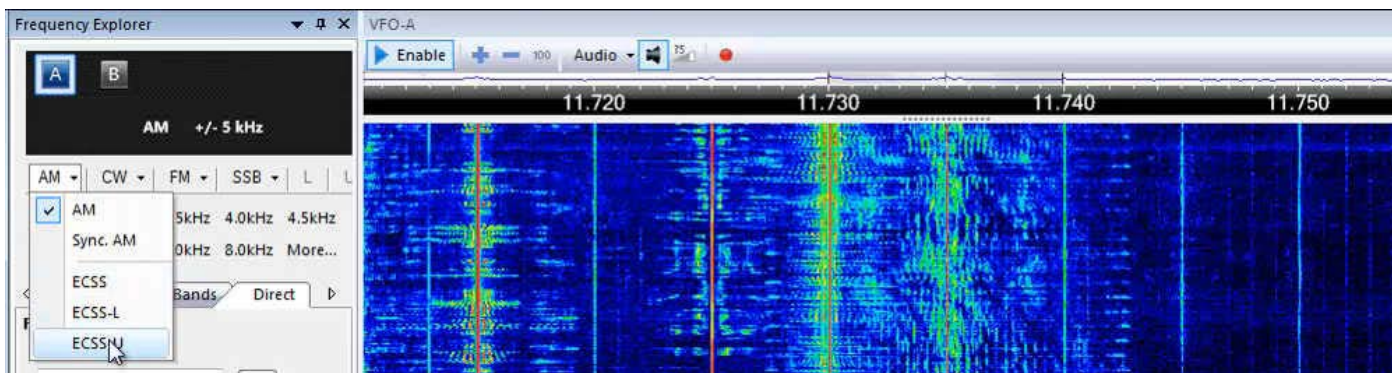 Frequency Explorer
VFO-A
Enable 100 Audio 75
A B
AM +/- 5 kHz
11.720 11.730 11.740 11.750
AM CW FM SSB L
AM
5kHz 4.0kHz 4.5kHz
Sync. AM
0kHz 8.0kHz More...
ECSS
Bands Direct
ECSS-L
ECSS-U